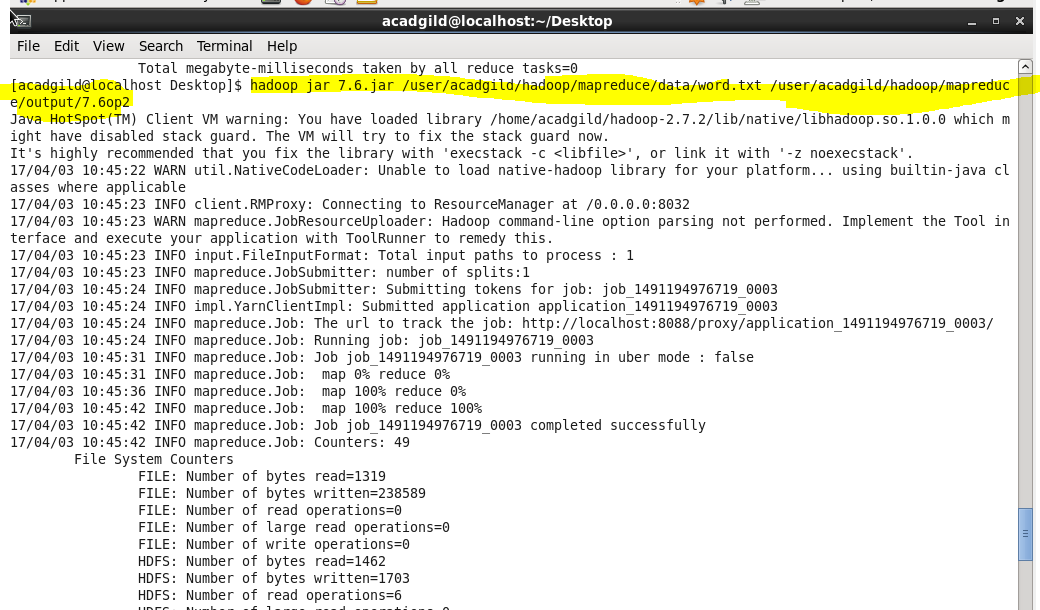 acadgild@localhost:~/Desktop
File Edit View Search Terminal Help
Total megabyte-milliseconds taken by all reduce tasks=0
[acadgild@localhost Desktop]$ hadoop jar 7.6.jar /user/acadgild/hadoop/mapreduce/data/word.txt /user/acadgild/hadoop/mapreduc
e/output/7.6op2
Java HotSpot(TM) Client VM warning: You have loaded library /home/acadgild/hadoop-2.7.2/lib/native/libhadoop.so.1.0.0 which m
ight have disabled stack guard. The VM will try to fix the stack guard now.
It's highly recommended that you fix the library with 'execstack -c <libfile>', or link it with '-z noexecstack'.
17/04/03 10:45:22 WARN util.NativeCodeLoader: Unable to load native-hadoop library for your platform... using builtin-java cl
asses where applicable
17/04/03 10:45:23 INFO client.RMProxy: Connecting to ResourceManager at /0.0.0.0:8032
17/04/03 10:45:23 WARN mapreduce.JobResourceUploader: Hadoop command-line option parsing not performed. Implement the Tool in
terface and execute your application with ToolRunner to remedy this.
17/04/03 10:45:23 INFO input.FileInputFormat: Total input paths to process : 1
17/04/03 10:45:23 INFO mapreduce.JobSubmitter: number of splits:1
17/04/03 10:45:24 INFO mapreduce.JobSubmitter: Submitting tokens for job: job_1491194976719_0003
17/04/03 10:45:24 INFO impl.YarnClientImpl: Submitted application application_1491194976719_0003
17/04/03 10:45:24 INFO mapreduce.Job: The url to track the job: http://localhost:8088/proxy/application_1491194976719_0003/
17/04/03 10:45:24 INFO mapreduce.Job: Running job: job_1491194976719_0003
17/04/03 10:45:31 INFO mapreduce.Job: Job job_1491194976719_0003 running in uber mode : false
17/04/03 10:45:31 INFO mapreduce.Job:  map 0% reduce 0%
17/04/03 10:45:36 INFO mapreduce.Job:  map 100% reduce 0%
17/04/03 10:45:42 INFO mapreduce.Job:  map 100% reduce 100%
17/04/03 10:45:42 INFO mapreduce.Job: Job job_1491194976719_0003 completed successfully
17/04/03 10:45:42 INFO mapreduce.Job: Counters: 49
File System Counters
FILE: Number of bytes read=1319
FILE: Number of bytes written=238589
FILE: Number of read operations=0
FILE: Number of large read operations=0
FILE: Number of write operations=0
HDFS: Number of bytes read=1462
HDFS: Number of bytes written=1703
HDFS: Number of read operations=6